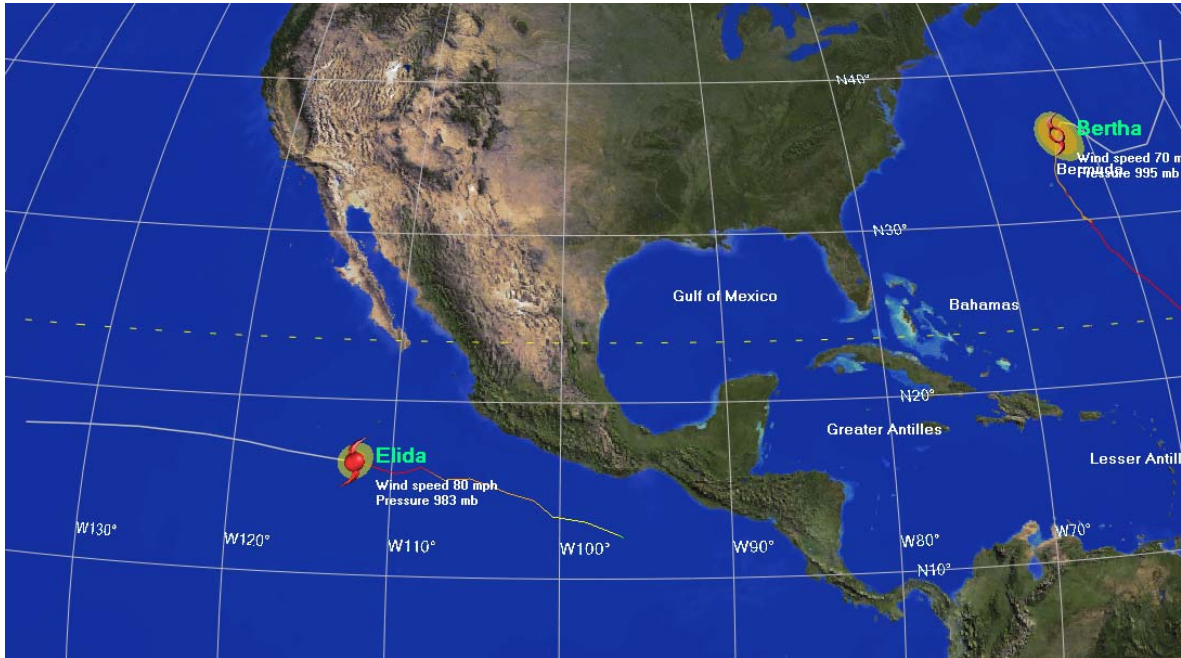 N40°
Bertha
Wind speed 70 m
Bermuda
Pressure 995 mb
N30°
Gulf of Mexico
Bahamas
N20°
Greater Antilles
Elida
Lesser Antill
Wind speed 80 mph
Pressure 983 mb
W130°
W120°
W110°
W100°
W90°
W80°
W70°
N10°